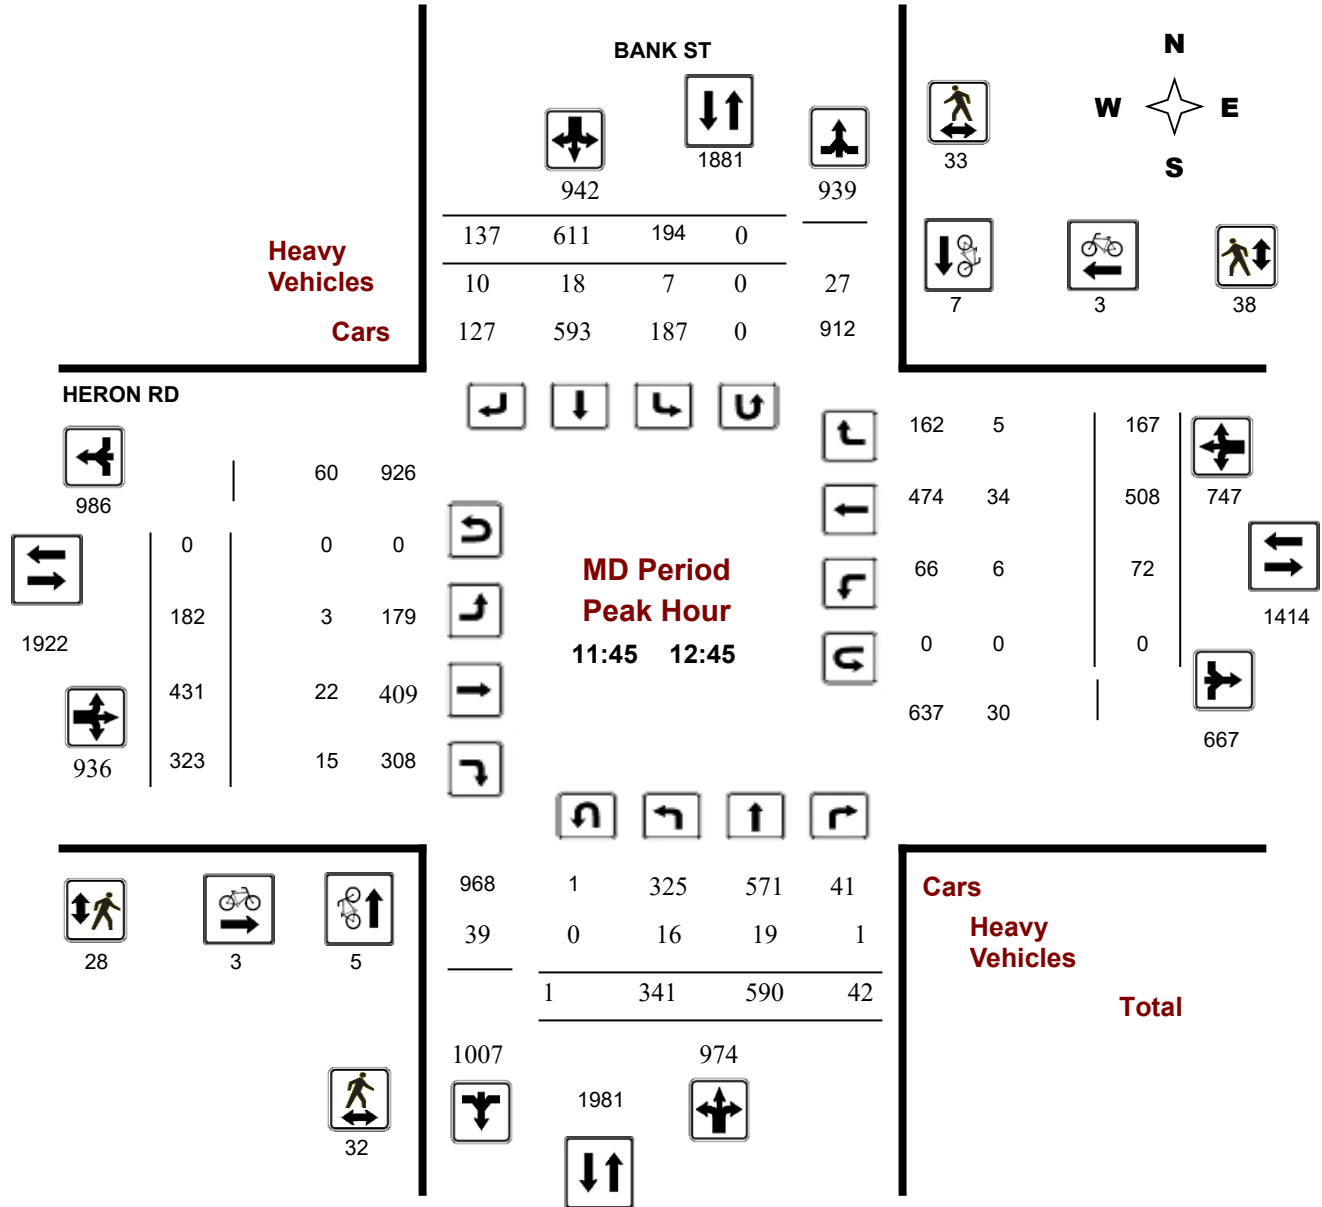 BANK ST
N
W E
S
1881
33
942 939
137 611 194 0
Heavy
Vehicles
10 18 7 0 27
7 3 38
Cars
127 593 187 0 912
HERON RD
162 5 167
60 926
986
474 34 508 747
0 0 0
MD Period
66 6 72
182 3 179
Peak Hour
1414
1922
11:45 12:45
0 0 0
431 22 409
637 30
667
936
323 15 308
968 1 325 571 41
Cars
39 0 16 19 1
Heavy
Vehicles
28 3 5
1 341 590 42
Total
1007 974
1981
32